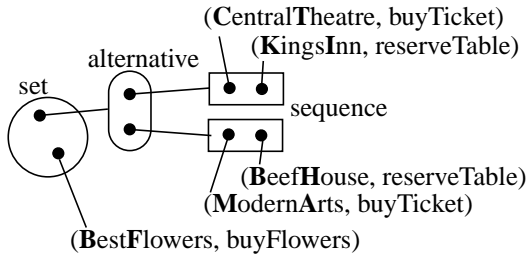 (CentralTheatre, buyTicket)
(KingsInn, reserveTable)
alternative
set
sequence
(BeefHouse, reserveTable)
(ModernArts, buyTicket)
(BestFlowers, buyFlowers)